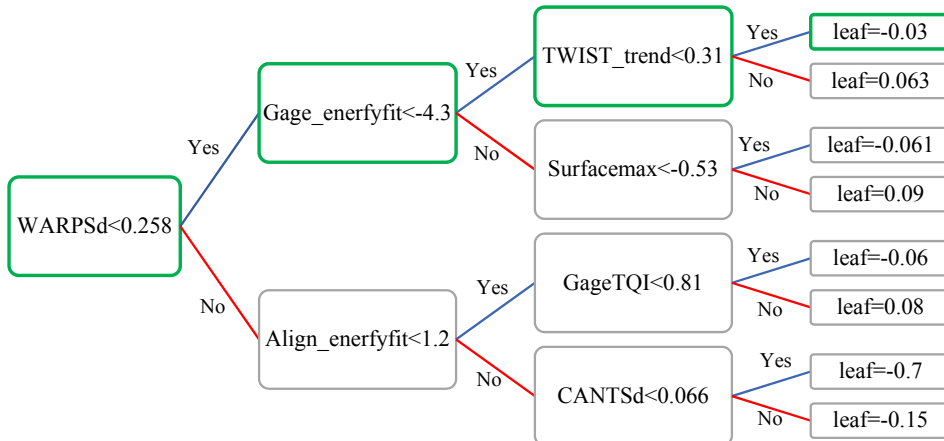 Yes
leaf=-0.03
TWIST_trend<0.31
No
leaf=0.063
Yes
Gage_enerfyfit<-4.3
No
Yes
leaf=-0.061
Surfacemax<-0.53
No
leaf=0.09
Yes
WARPSd<0.258
No
Yes
leaf=-0.06
GageTQI<0.81
No
leaf=0.08
Yes
Align_enerfyfit<1.2
No
Yes
leaf=-0.7
CANTSd<0.066
No
leaf=-0.15